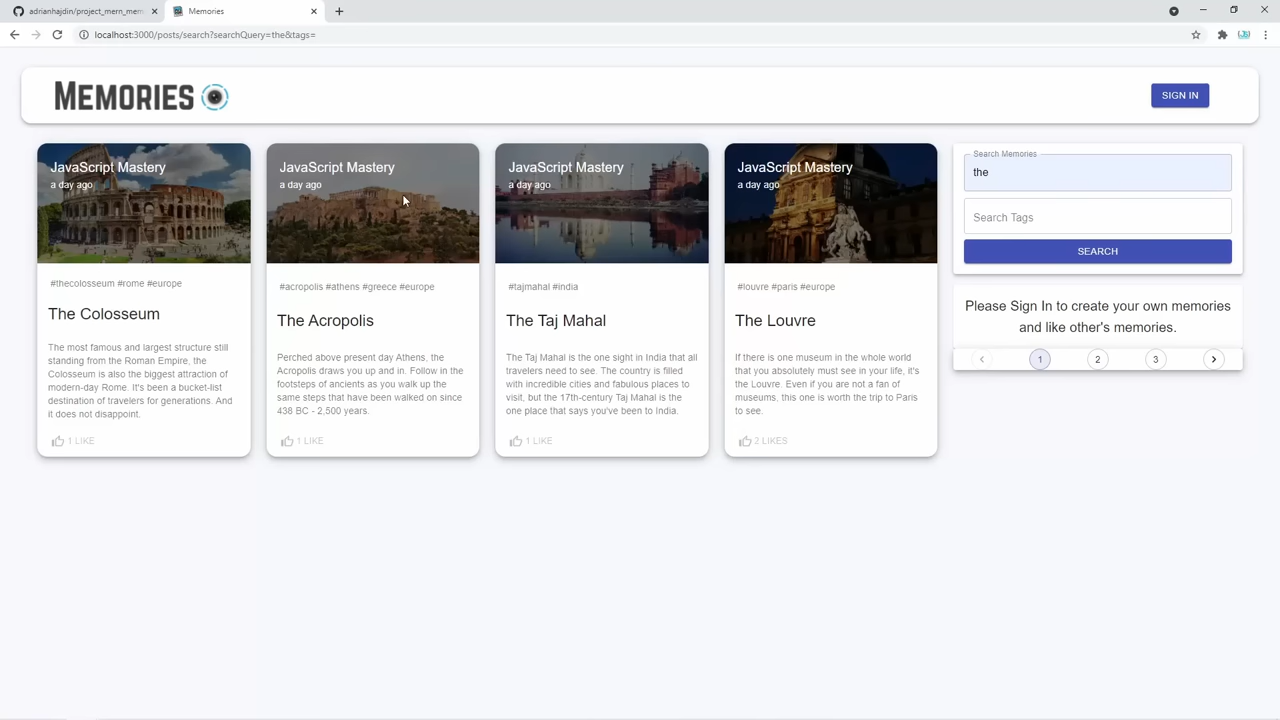 adrianhajdin/project_mern_mem
Memories
localhost:3000/posts/search?searchQuery=the&tags=
MEMORIES
SIGN IN
JavaScript Mastery
a day ago
#thecolosseum #rome #europe
The Colosseum
The most famous and largest structure still
standing from the Roman Empire, the
Colosseum is also the biggest attraction of
modern-day Rome. It's been a bucket-list
destination of travelers for generations. And
it does not disappoint.
1 LIKE
JavaScript Mastery
a day ago
#acropolis #athens #greece #europe
The Acropolis
Perched above present day Athens, the
Acropolis draws you up and in. Follow in the
footsteps of ancients as you walk up the
same steps that have been walked on since
438 BC - 2,500 years.
1 LIKE
JavaScript Mastery
a day ago
#tajmahal #india
The Taj Mahal
The Taj Mahal is the one sight in India that all
travelers need to see. The country is filled
with incredible cities and fabulous places to
visit, but the 17th-century Taj Mahal is the
one place that says you've been to India.
1 LIKE
JavaScript Mastery
a day ago
#louvre #paris #europe
The Louvre
If there is one museum in the whole world
that you absolutely must see in your life, it's
the Louvre. Even if you are not a fan of
museums, this one is worth the trip to Paris
to see.
2 LIKES
Search Memories
the
Search Tags
SEARCH
Please Sign In to create your own memories
and like other's memories.
1 2 3